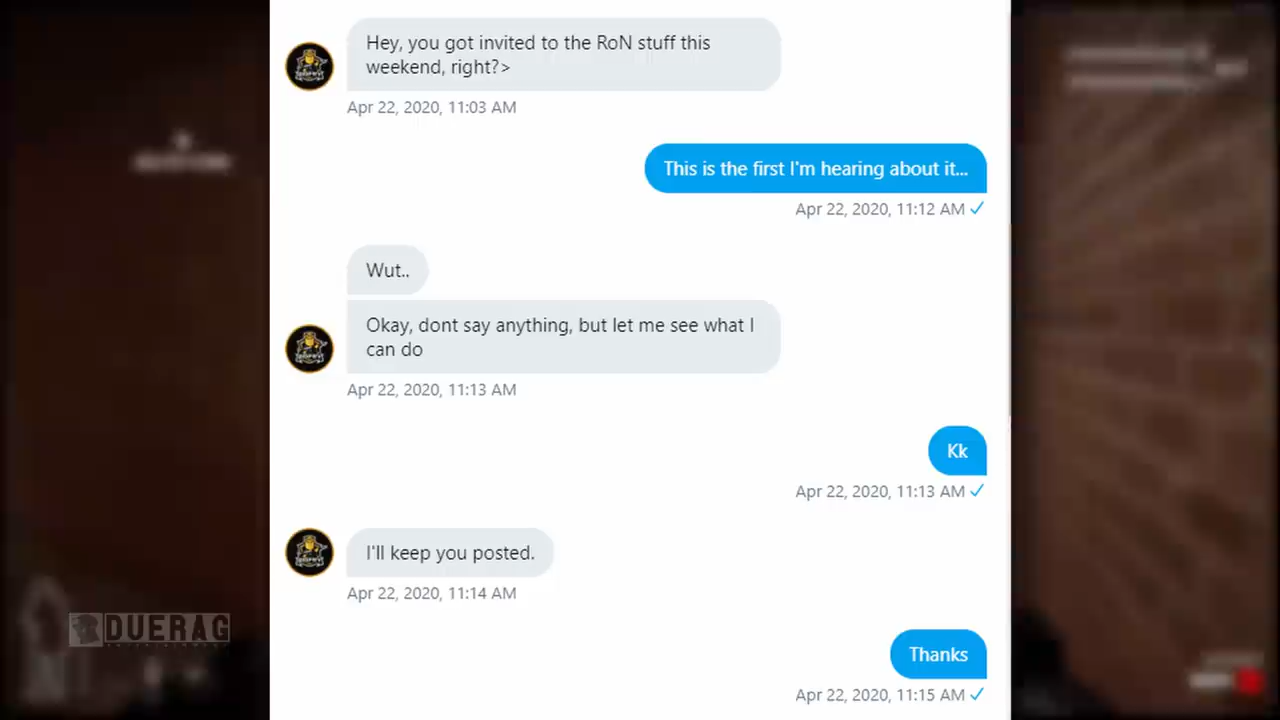 Hey, you got invited to the RoN stuff this
weekend, right?>
Apr 22, 2020, 11:03 AM
This is the first I'm hearing about it...
Apr 22, 2020, 11:12 AM
Wut..
Okay, dont say anything, but let me see what I
can do
Apr 22, 2020, 11:13 AM
Kk
Apr 22, 2020, 11:13 AM
I'll keep you posted.
Apr 22, 2020, 11:14 AM
DUERAG
ENTERTAINMENT
Thanks
Apr 22, 2020, 11:15 AM